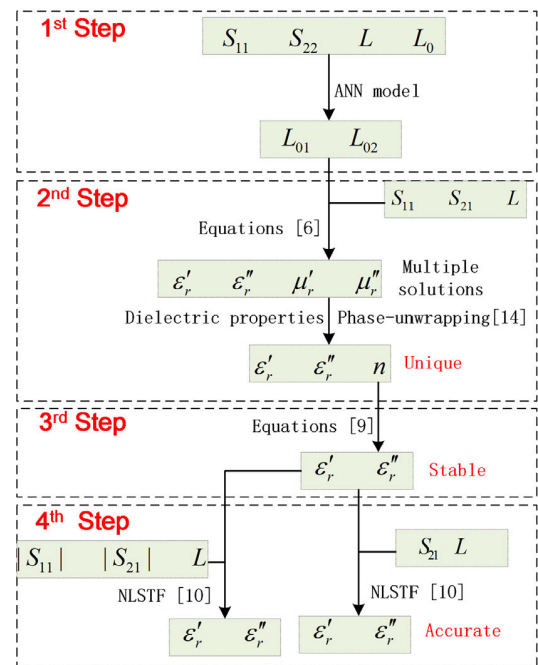 1st Step
S11 S22 L L0
ANN model
L01 L02
2nd Step
S11 S21 L
Equations [6]
ε′r ε″r μ′r μ″r
Multiple solutions
Dielectric properties Phase-unwrapping[14]
ε′r ε″r n
Unique
3rd Step
Equations [9]
ε′r ε″r
Stable
4th Step
|S11| |S21| L
S21 L
NLSTF [10] NLSTF [10]
ε′r ε″r ε′r ε″r Accurate